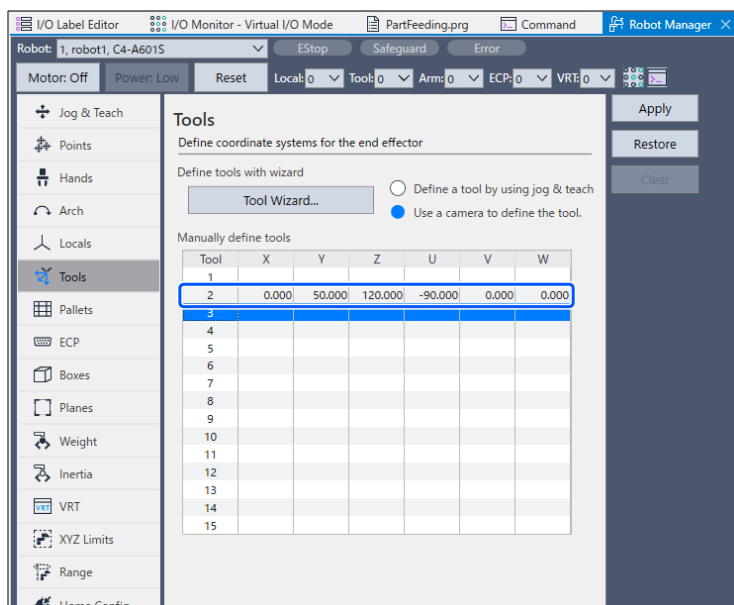 I/O Label Editor I/O Monitor - Virtual I/O Mode PartFeeding.prg Command Robot Manager
Robot: 1, robot1, C4-A601S EStop Safeguard Error
Motor: Off Power: Low Reset Local: 0 Tool: 0 Arm: 0 ECP: 0 VRT: 0
Jog & Teach
Points
Hands
Arch
Locals
Tools
Pallets
ECP
Boxes
Planes
Weight
Inertia
VRT
XYZ Limits
Range
Home Config
Tools
Define coordinate systems for the end effector
Define tools with wizard
Tool Wizard...
Define a tool by using jog & teach
Use a camera to define the tool.
Manually define tools
Tool X Y Z U V W
1
2 0.000 50.000 120.000 -90.000 0.000 0.000
3
4
5
6
7
8
9
10
11
12
13
14
15
Apply
Restore
Clear